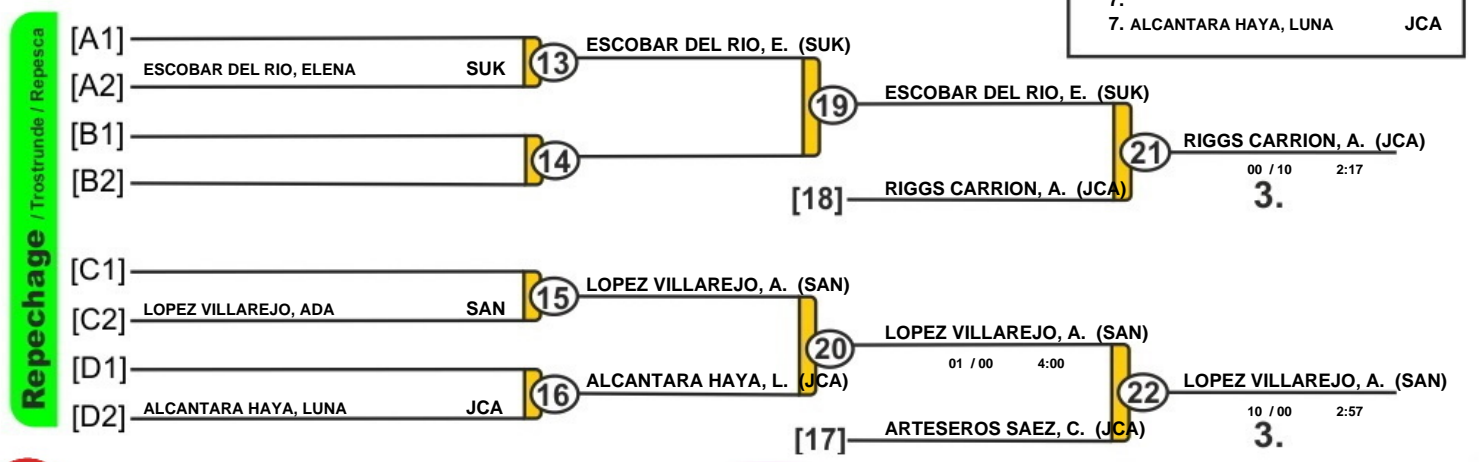 7.
7. ALCANTARA HAYA, LUNA JCA
Repechage / Trostrunde / Repesca
[A1]
ESCOBAR DEL RIO, ELENA SUK
[A2]
13
ESCOBAR DEL RIO, E. (SUK)
[B1]
[B2]
14
19
ESCOBAR DEL RIO, E. (SUK)
[18]
RIGGS CARRION, A. (JCA)
21
RIGGS CARRION, A. (JCA)
00 / 10 2:17
3.
[C1]
[C2]
LOPEZ VILLAREJO, ADA SAN
15
LOPEZ VILLAREJO, A. (SAN)
[D1]
[D2]
ALCANTARA HAYA, LUNA JCA
16
ALCANTARA HAYA, L. (JCA)
20
LOPEZ VILLAREJO, A. (SAN)
01 / 00 4:00
[17]
ARTESEROS SAEZ, C. (JCA)
22
LOPEZ VILLAREJO, A. (SAN)
10 / 00 2:57
3.